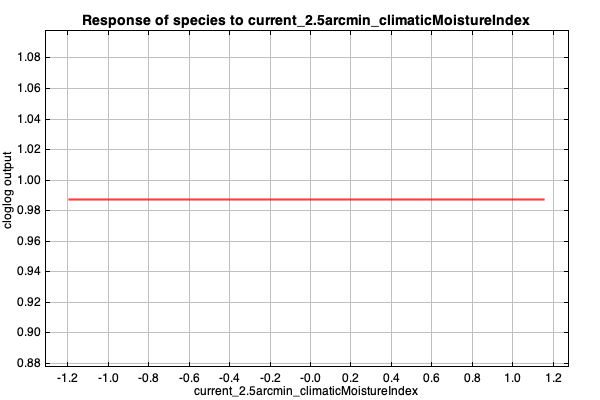 Response of species to current_2.5arcmin_climaticMoistureIndex
1.08
1.06
1.04
1.02
1.00
0.98
0.96
0.94
0.92
0.90
0.88
cloglog output
-1.2 -1.0 -0.8 -0.6 -0.4 -0.2 -0.0 0.2 0.4 0.6 0.8 1.0 1.2
current_2.5arcmin_climaticMoistureIndex